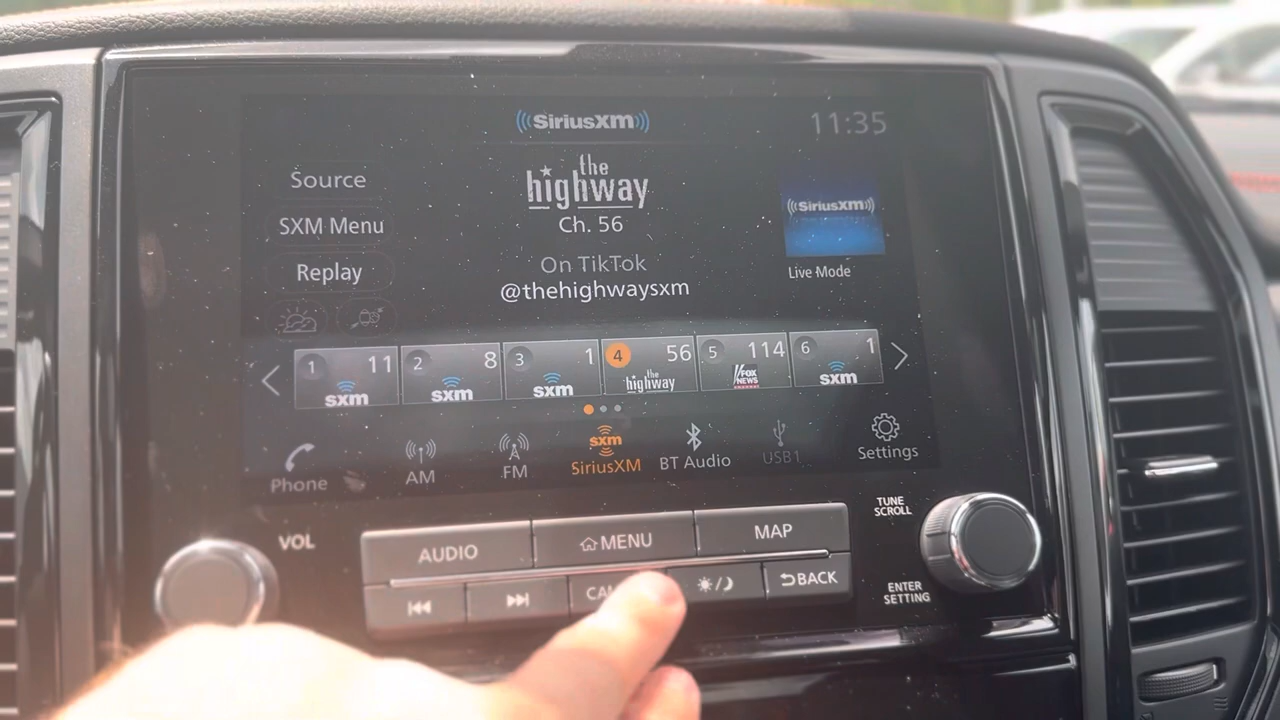 SiriusXM
11:35
Source
SXM Menu
Replay
the
highway
Ch. 56
On TikTok
@thehighwaysxm
SiriusXM
Live Mode
1 11
sxm
2 8
sxm
3 1
sxm
4 56
the
highway
5 114
FOX
NEWS
6 1
sxm
Phone
AM
FM
sxm
SiriusXM
BT Audio
USB1
Settings
VOL
AUDIO
MENU
MAP
BACK
TUNE
SCROLL
ENTER
SETTING